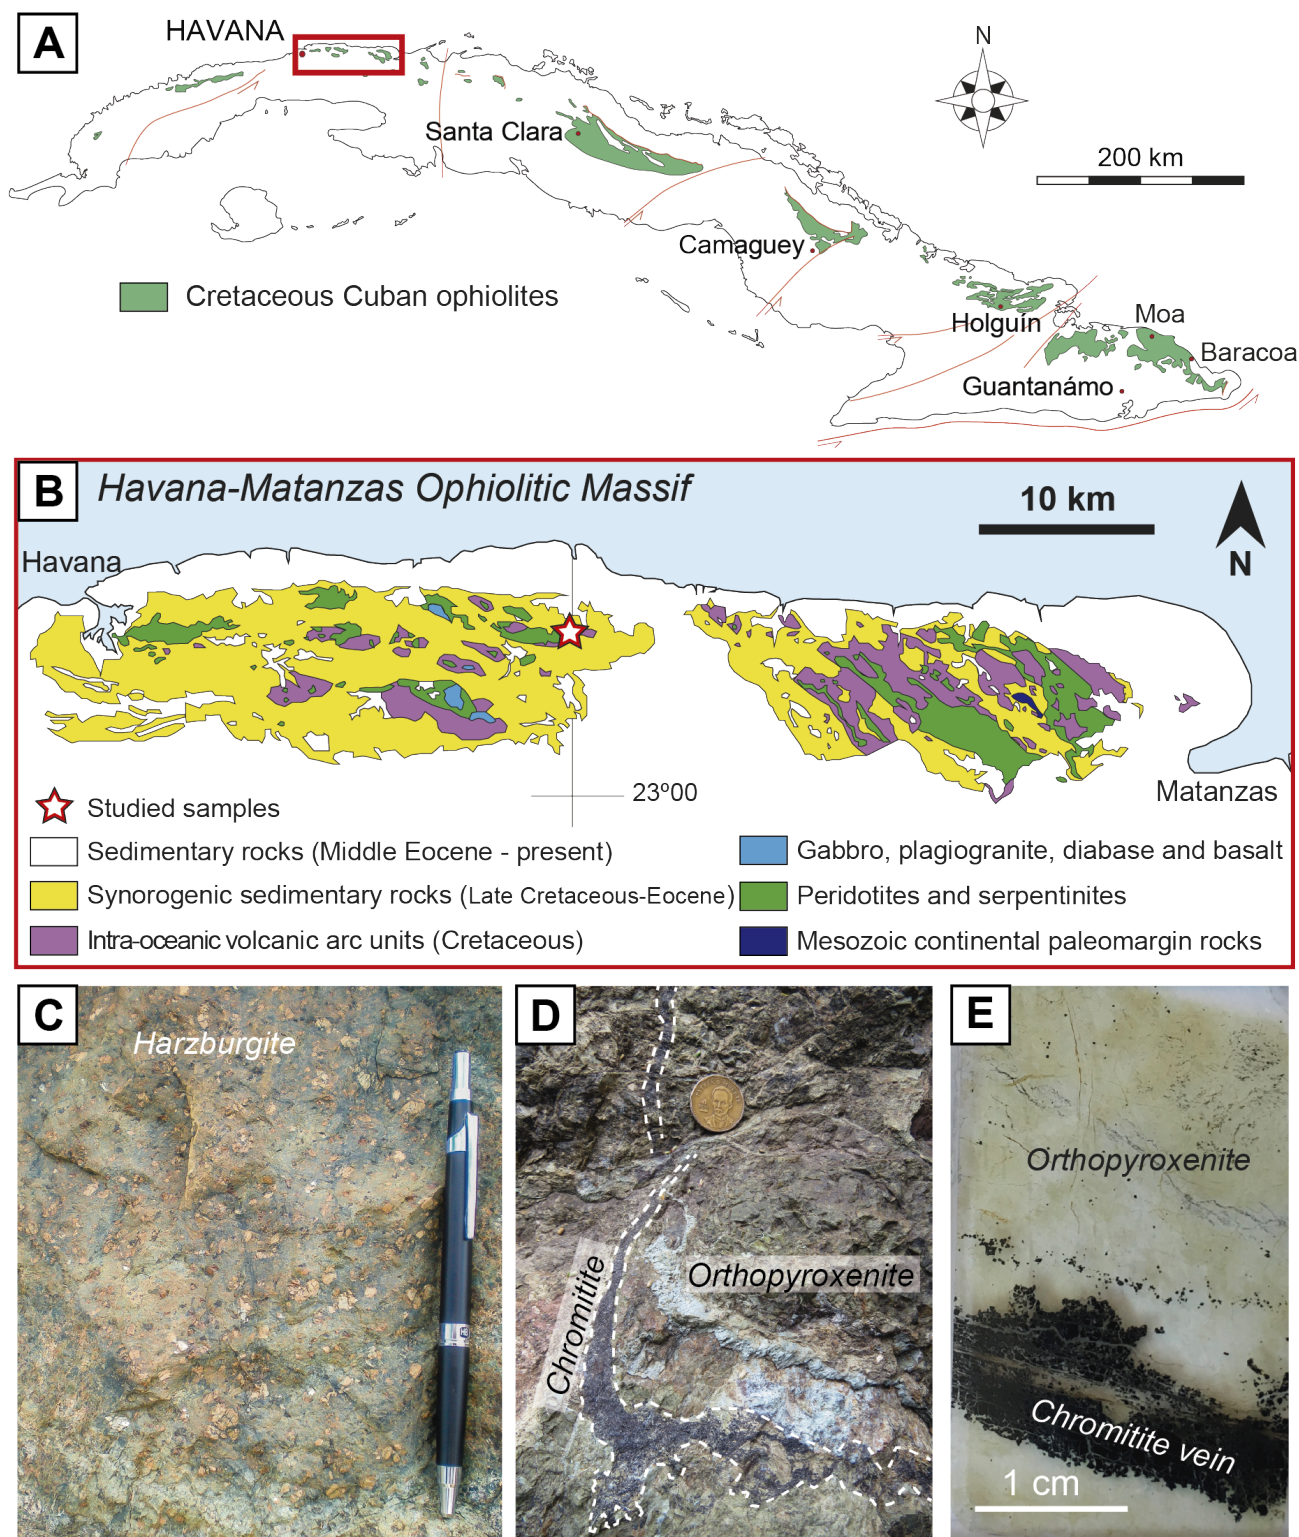 A
HAVANA
N
200 km
Santa Clara
Camaguey
Cretaceous Cuban ophiolites
Holguín
Moa
Baracoa
Guantanámo
B
Havana-Matanzas Ophiolitic Massif
10 km
N
Havana
23º00
Matanzas
Studied samples
Sedimentary rocks (Middle Eocene - present)
Synorogenic sedimentary rocks (Late Cretaceous-Eocene)
Intra-oceanic volcanic arc units (Cretaceous)
Gabbro, plagiogranite, diabase and basalt
Peridotites and serpentinites
Mesozoic continental paleomargin rocks
C
Harzburgite
D
Chromitite
Orthopyroxenite
E
Orthopyroxenite
Chromitite vein
1 cm